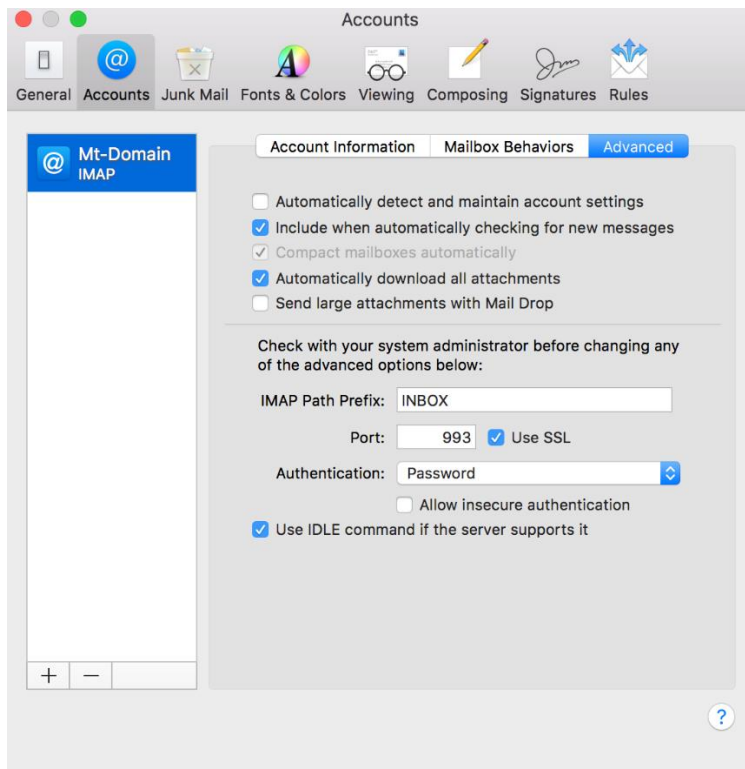 Accounts
General Accounts Junk Mail Fonts & Colors Viewing Composing Signatures Rules
Mt-Domain
IMAP
Account Information Mailbox Behaviors Advanced
Automatically detect and maintain account settings
Include when automatically checking for new messages
Compact mailboxes automatically
Automatically download all attachments
Send large attachments with Mail Drop
Check with your system administrator before changing any
of the advanced options below:
IMAP Path Prefix: INBOX
Port: 993 Use SSL
Authentication: Password
Allow insecure authentication
Use IDLE command if the server supports it
+ −
?